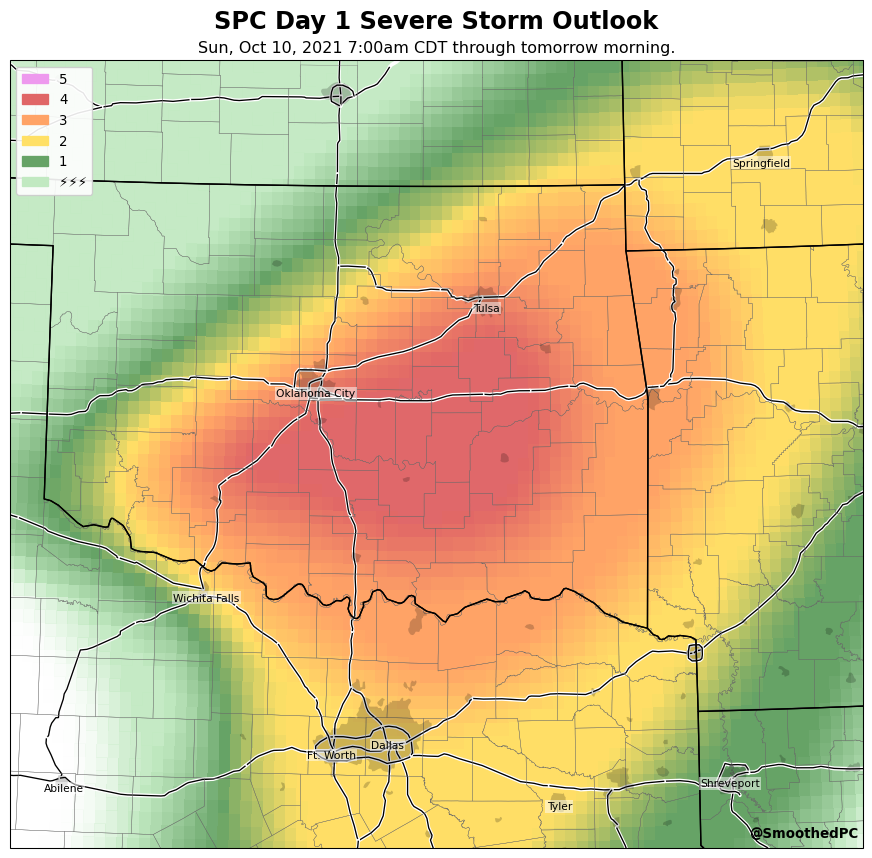 SPC Day 1 Severe Storm Outlook
Sun, Oct 10, 2021 7:00am CDT through tomorrow morning.
5
4
3
2
1
⚡⚡⚡
Springfield
Tulsa
Oklahoma City
Wichita Falls
Dallas
Ft. Worth
Abilene
Shreveport
Tyler
@SmoothedPC